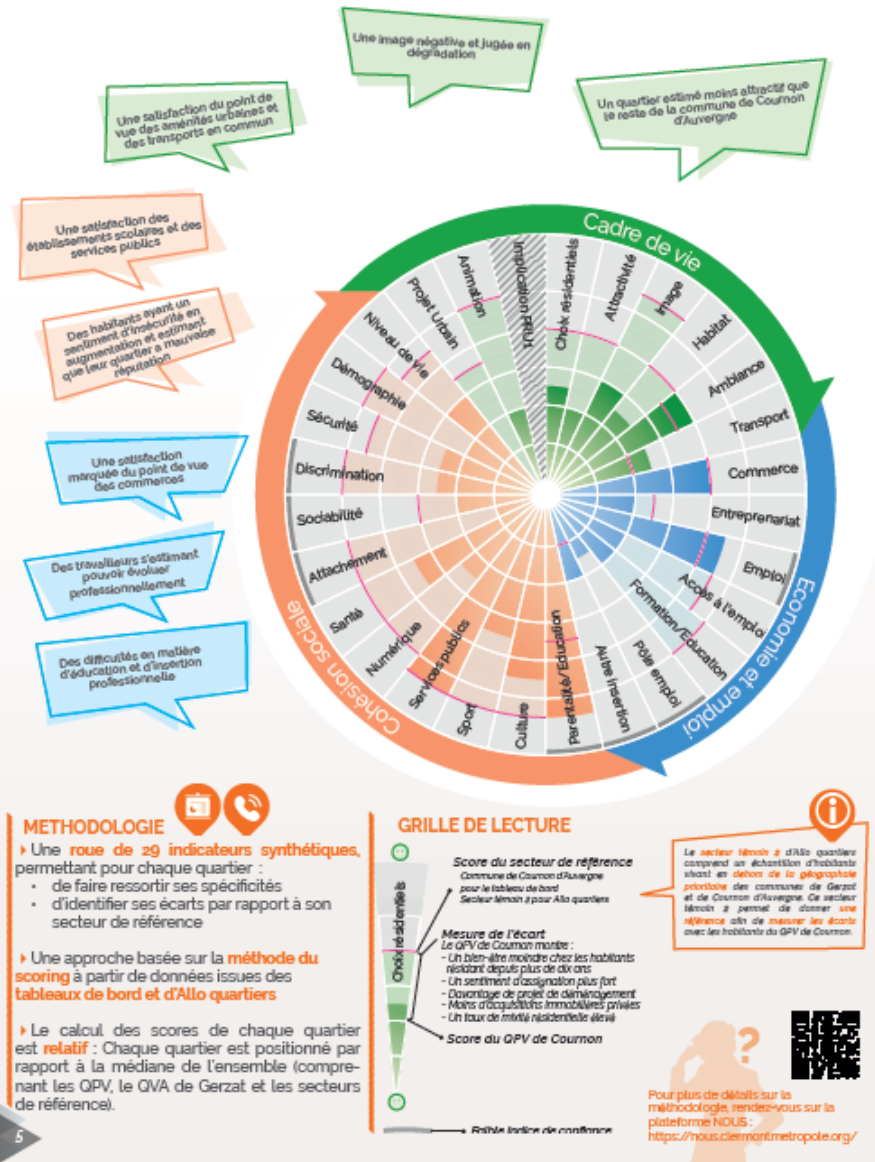 Une image négative et jugée en
dégradation
Une satisfaction du point de
vue des aménités urbaines et
des transports en commun
Un quartier estimé moins attractif que
le reste de la commune de Cournon
d'Auvergne
Une satisfaction des
établissements scolaires et des
services publics
Des habitants ayant un
sentiment d'insécurité en
augmentation et estimant
que leur quartier a mauvaise
réputation
Une satisfaction
marquée du point de vue
des commerces
Des travailleurs s'estimant
pouvoir évoluer
professionnellement
Des difficultés en matière
d'éducation et d'insertion
professionnelle
Cadre de vie
Implication PRU1
Choix résidentiels
Attractivité
Image
Habitat
Ambiance
Transport
Economie et emploi
Commerce
Entreprenariat
Emploi
Accès à l'emploi
Formation/Education
Pôle emploi
Autre insertion
Cohésion sociale
Parentalité/Education
Culture
Sport
Services publics
Numérique
Santé
Attachement
Sociabilité
Discrimination
Sécurité
Démographie
Niveau de vie
Projet Urbain
Animation
METHODOLOGIE
Une roue de 29 indicateurs synthétiques,
permettant pour chaque quartier :
• de faire ressortir ses spécificités
• d'identifier ses écarts par rapport à son
secteur de référence
Une approche basée sur la méthode du
scoring à partir de données issues des
tableaux de bord et d'Allo quartiers
Le calcul des scores de chaque quartier
est relatif : Chaque quartier est positionné par
rapport à la médiane de l'ensemble (compre-
nant les QPV, le QVA de Gerzat et les secteurs
de référence).
5
GRILLE DE LECTURE
Choix résidentiels
Score du secteur de référence
Commune de Cournon d'Auvergne
pour le tableau de bord
Secteur témoin 2 pour Allo quartiers
Mesure de l'écart
Le QPV de Cournon montre :
- Un bien-être moindre chez les habitants
résidant depuis plus de dix ans
- Un sentiment d'assignation plus fort
- Davantage de projet de déménagement
- Moins d'acquisitions immobilières privées
- Un taux de mixité résidentielle élevé
Score du QPV de Cournon
Faible indice de confiance
Le secteur témoin 2 d'Allo quartiers
comprend un échantillon d'habitants
vivant en dehors de la géographie
prioritaire des communes de Gerzat
et de Cournon d'Auvergne. Ce secteur
témoin 2 permet de donner une
référence afin de mesurer les écarts
avec les habitants du QPV de Cournon.
?
Pour plus de détails sur la
méthodologie, rendez-vous sur la
plateforme NOUS :
https://nous.clermontmetropole.org/